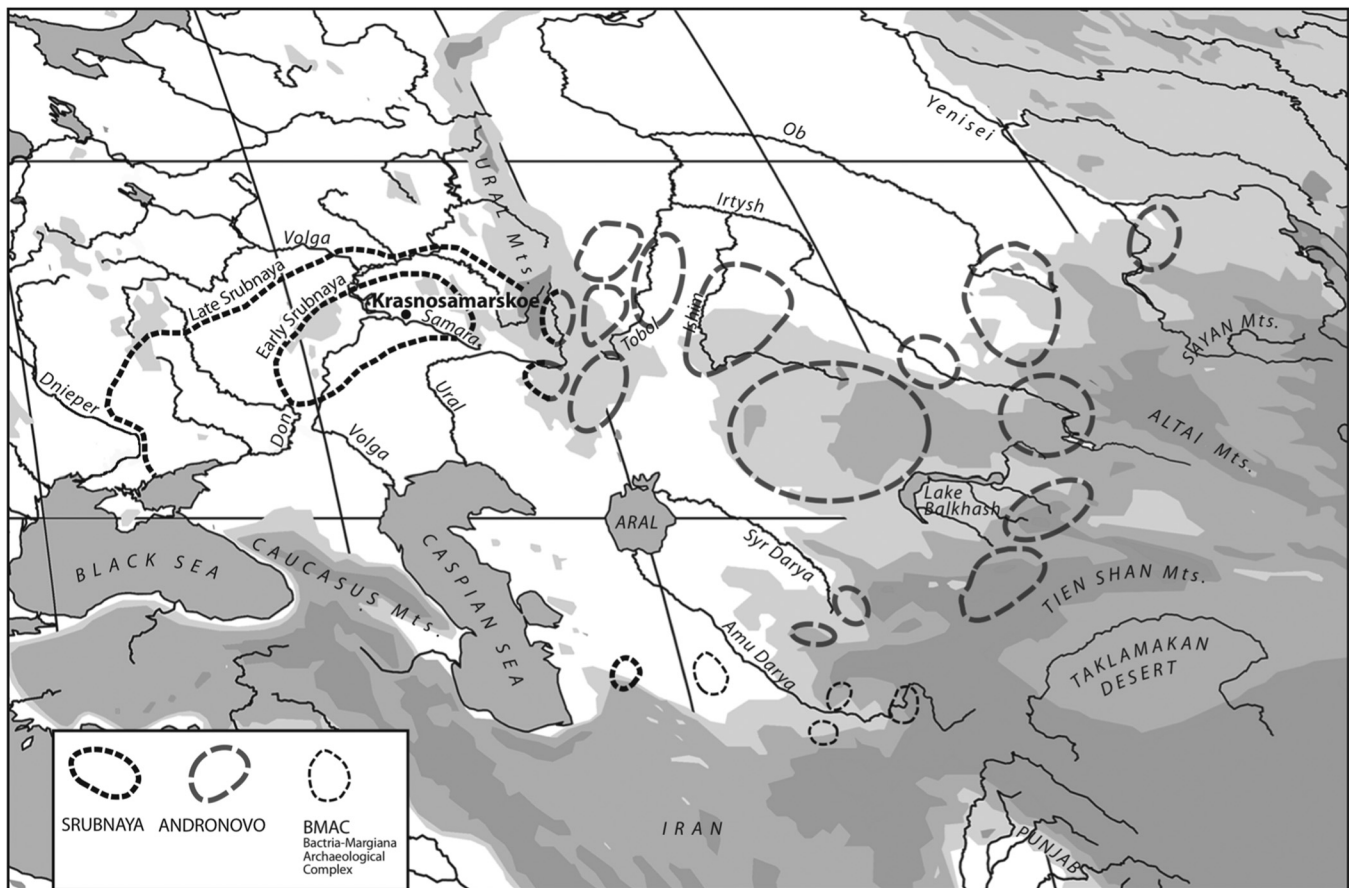 Yenisei
Ob
URAL Mts.
Irtysh
Volga
Late Srubnaya
Early Srubnaya
Krasnosamarskoe
Samara
Tobol
Ishim
SAYAN Mts.
Dnieper
Don
Volga
Ural
ALTAI Mts.
Lake
Balkhash
ARAL
Syr Darya
BLACK SEA
CAUCASUS Mts.
CASPIAN SEA
TIEN SHAN Mts.
Amu Darya
TAKLAMAKAN
DESERT
IRAN
PUNJAB
SRUBNAYA
ANDRONOVO
BMAC
Bactria-Margiana
Archaeological
Complex